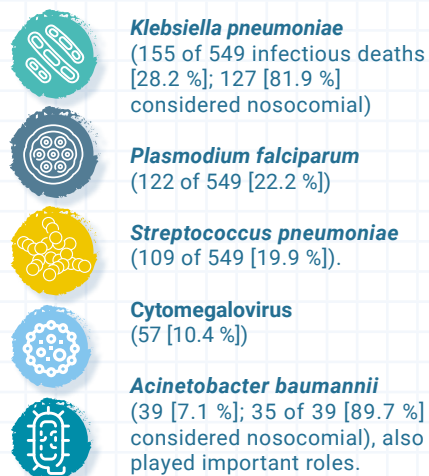 Klebsiella pneumoniae
(155 of 549 infectious deaths
[28.2 %]; 127 [81.9 %]
considered nosocomial)
Plasmodium falciparum
(122 of 549 [22.2 %])
Streptococcus pneumoniae
(109 of 549 [19.9 %]).
Cytomegalovirus
(57 [10.4 %])
Acinetobacter baumannii
(39 [7.1 %]; 35 of 39 [89.7 %]
considered nosocomial), also
played important roles.